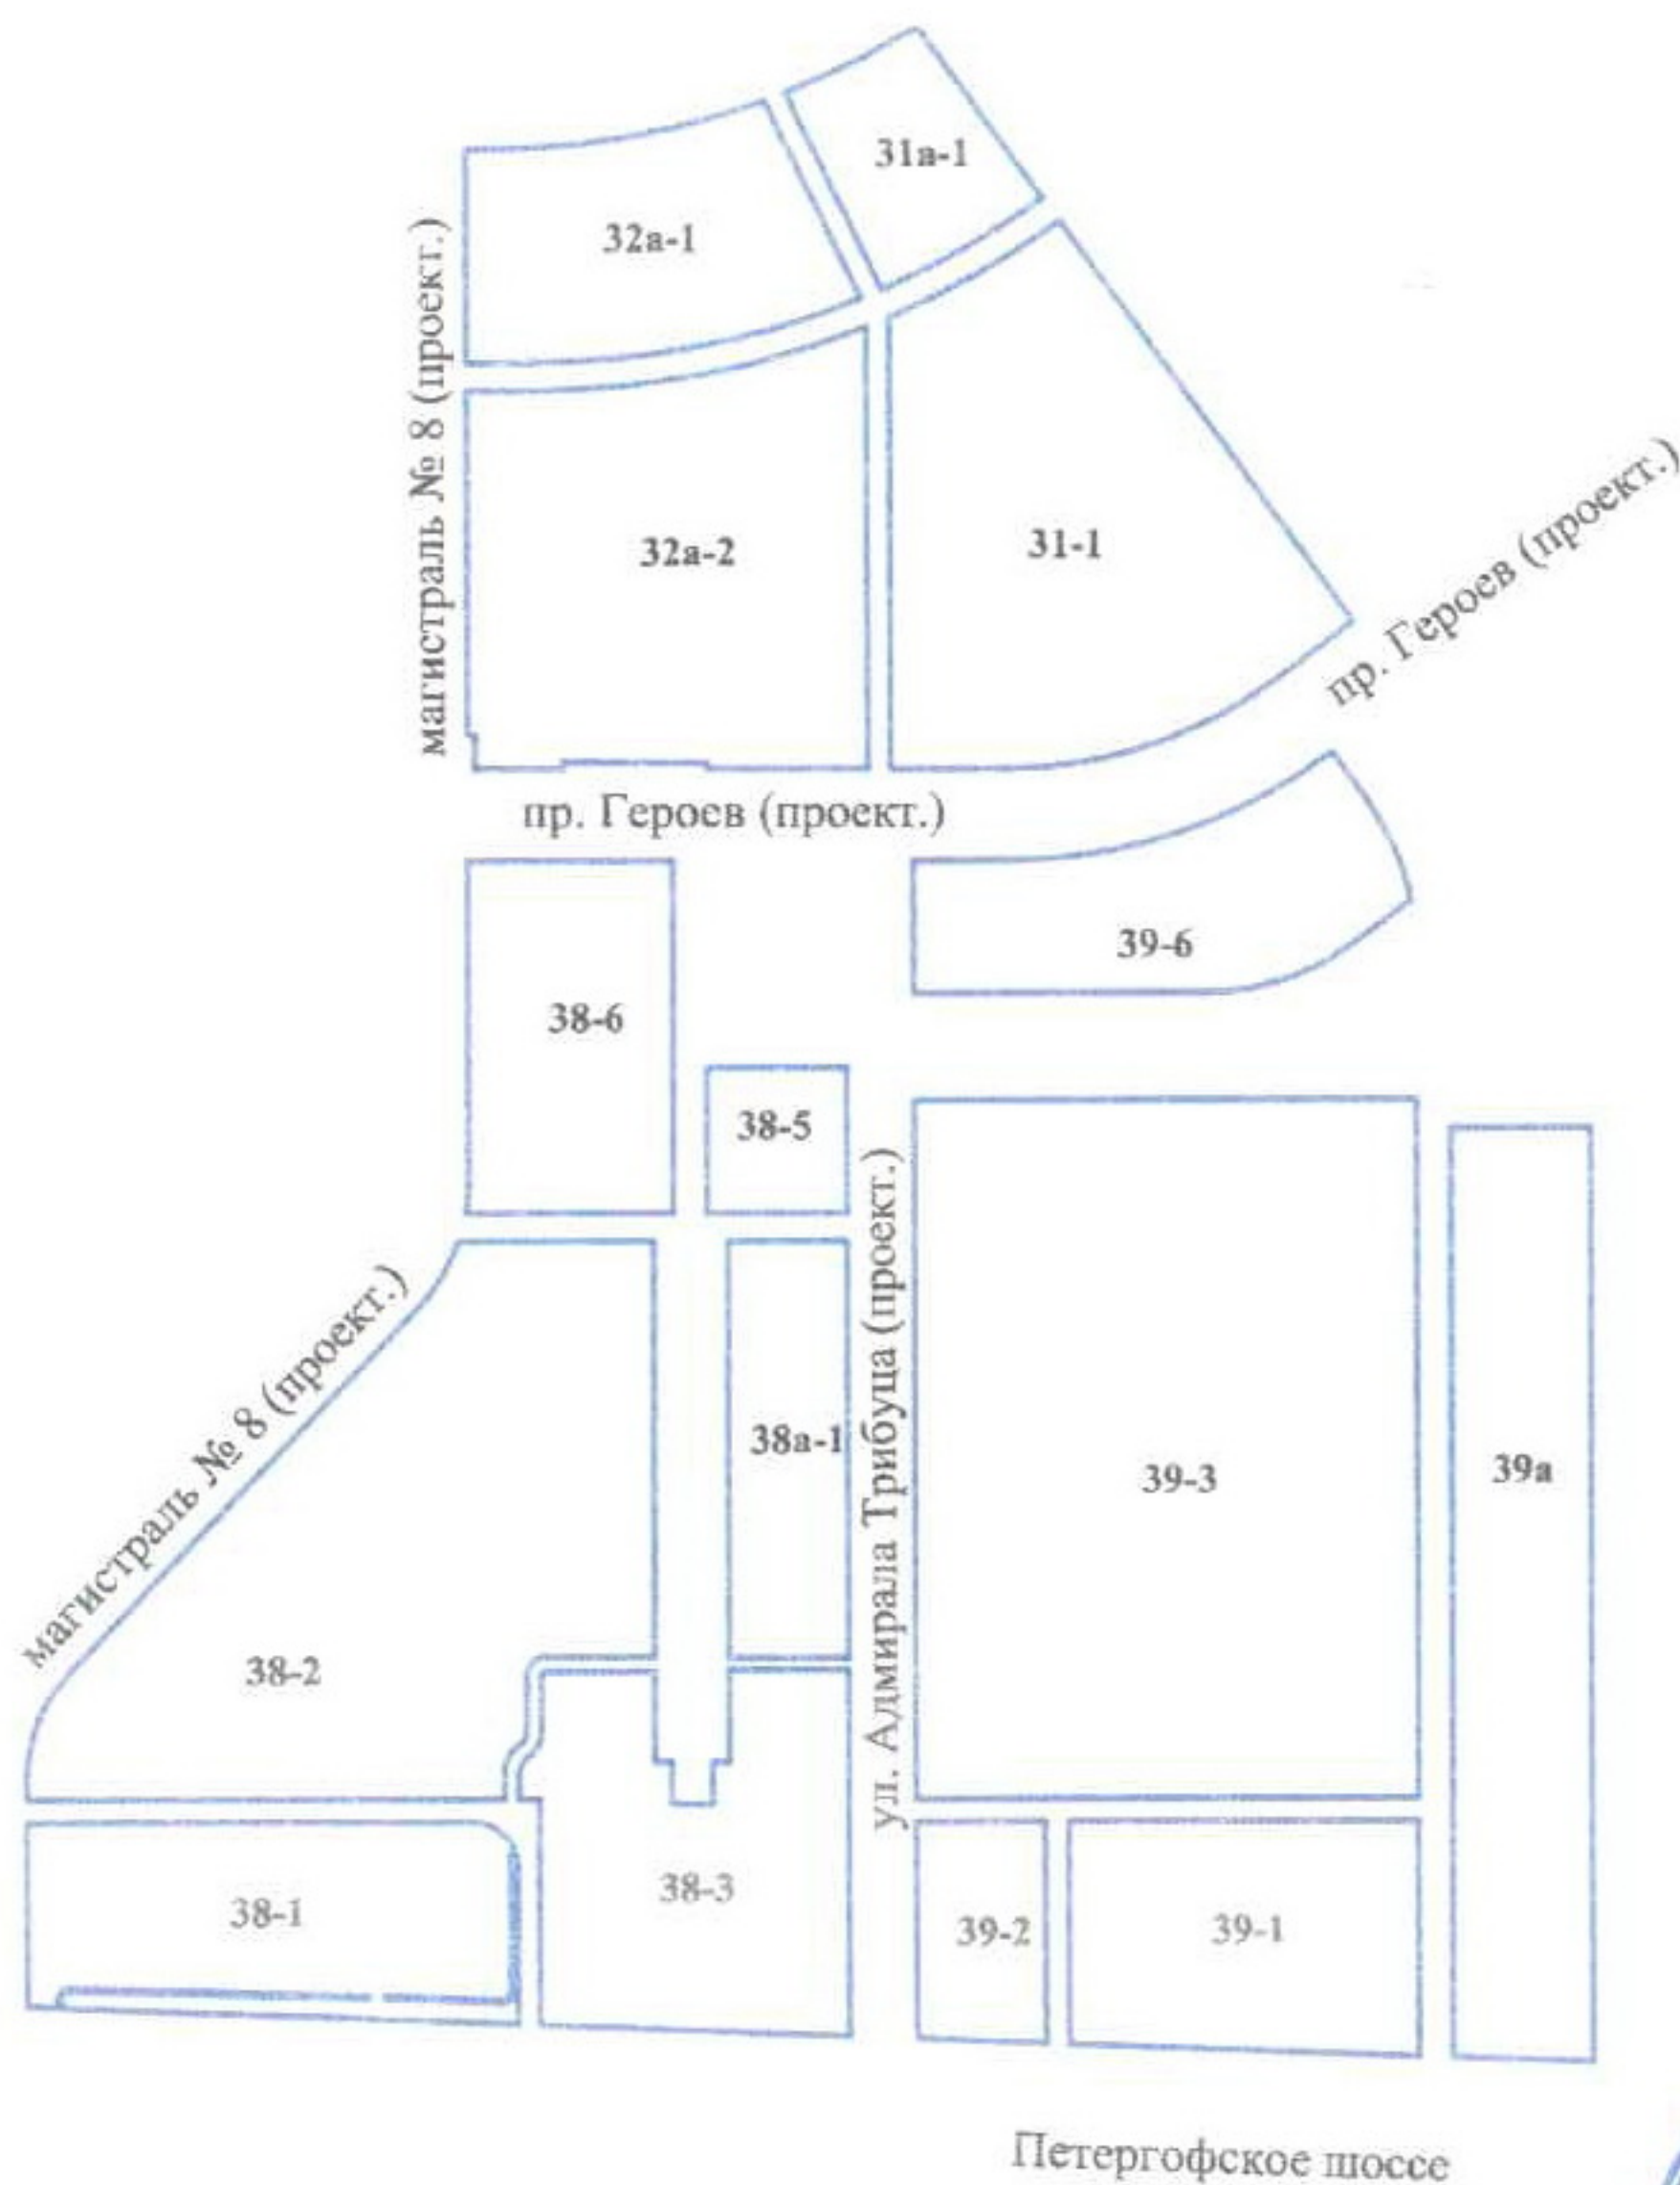 31а-1
32а-1
магистраль № 8 (проект.)
32а-2
31-1
пр. Героев (проект.)
пр. Героев (проект.)
39-6
38-6
38-5
ул. Адмирала Трибуца (проект.)
магистраль № 8 (проект.)
38а-1
39-3
39а
38-2
38-3
38-1
39-2
39-1
Петергофское шоссе